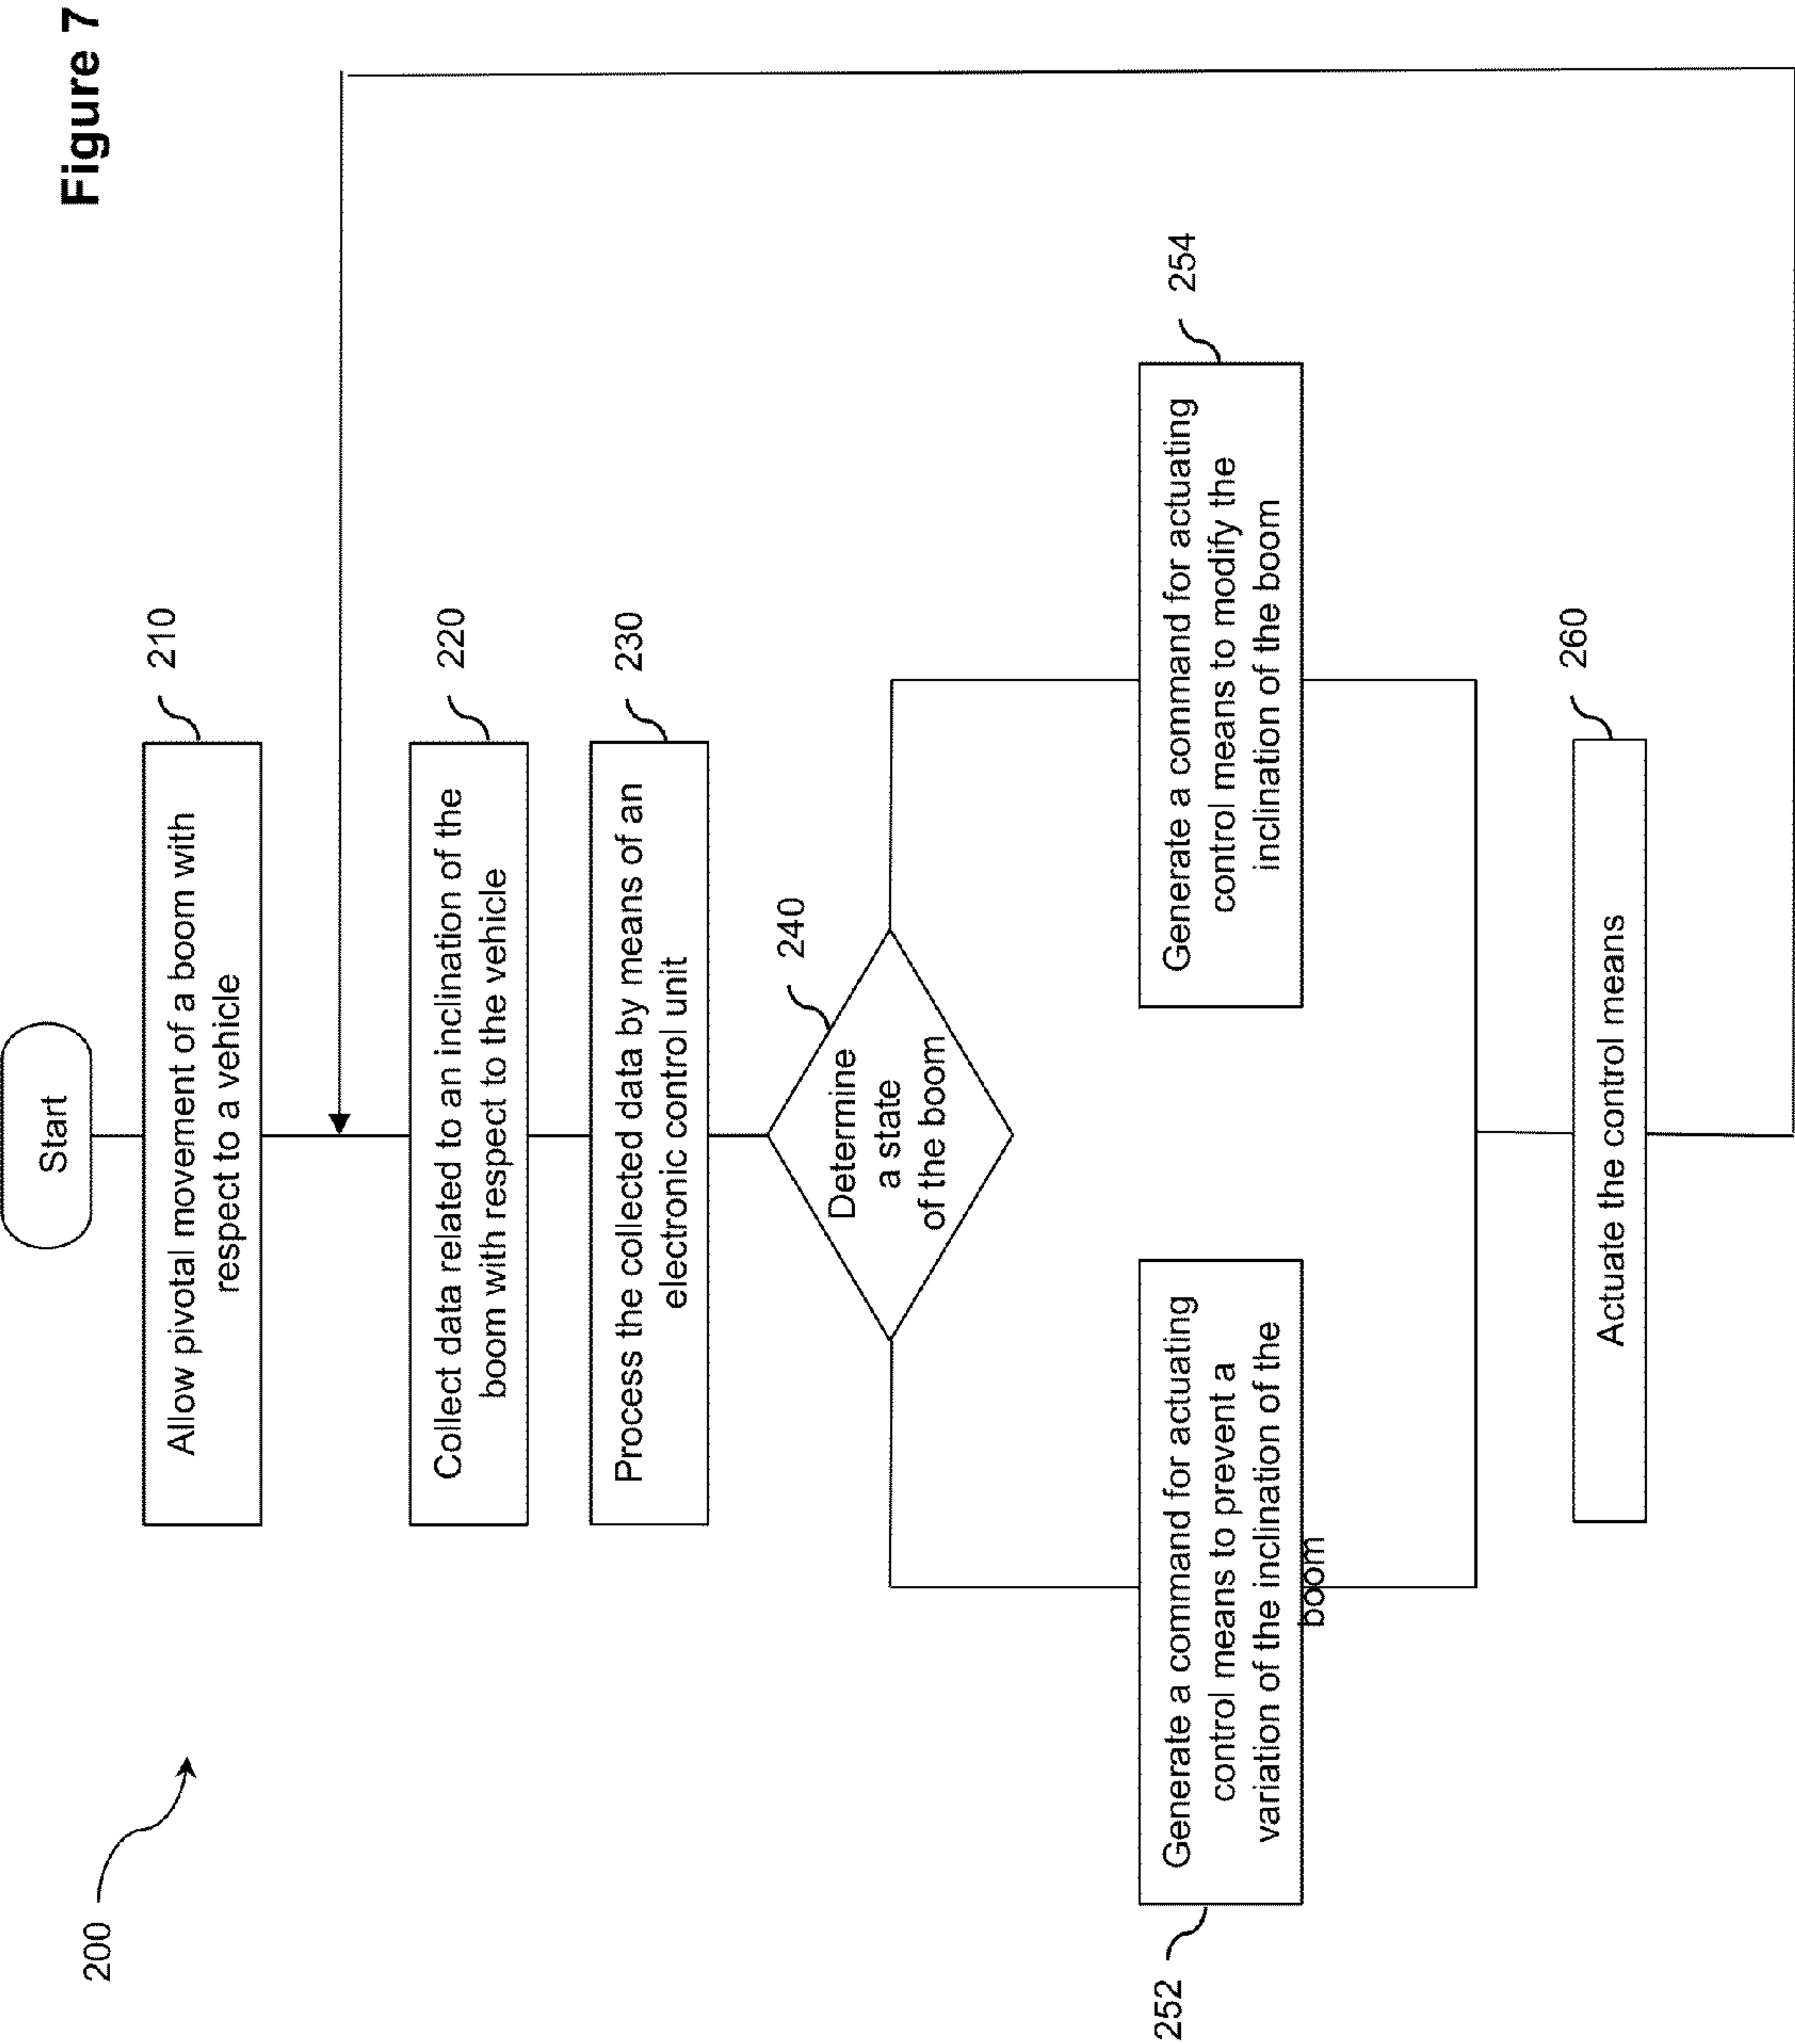 Figure 7
200
Start
210
Allow pivotal movement of a boom with
respect to a vehicle
220
Collect data related to an inclination of the
boom with respect to the vehicle
230
Process the collected data by means of an
electronic control unit
240
Determine
a state
of the boom
252
Generate a command for actuating
control means to prevent a
variation of the inclination of the
boom
254
Generate a command for actuating
control means to modify the
inclination of the boom
260
Actuate the control means